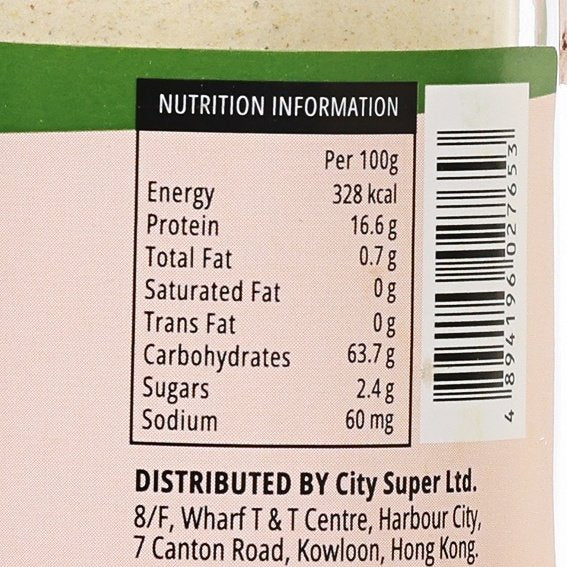 NUTRITION INFORMATION
Per 100g
Energy 328 kcal
Protein 16.6 g
Total Fat 0.7 g
Saturated Fat 0 g
Trans Fat 0 g
Carbohydrates 63.7 g
Sugars 2.4 g
Sodium 60 mg
4 894196 027653
DISTRIBUTED BY City Super Ltd.
8/F, Wharf T & T Centre, Harbour City,
7 Canton Road, Kowloon, Hong Kong.